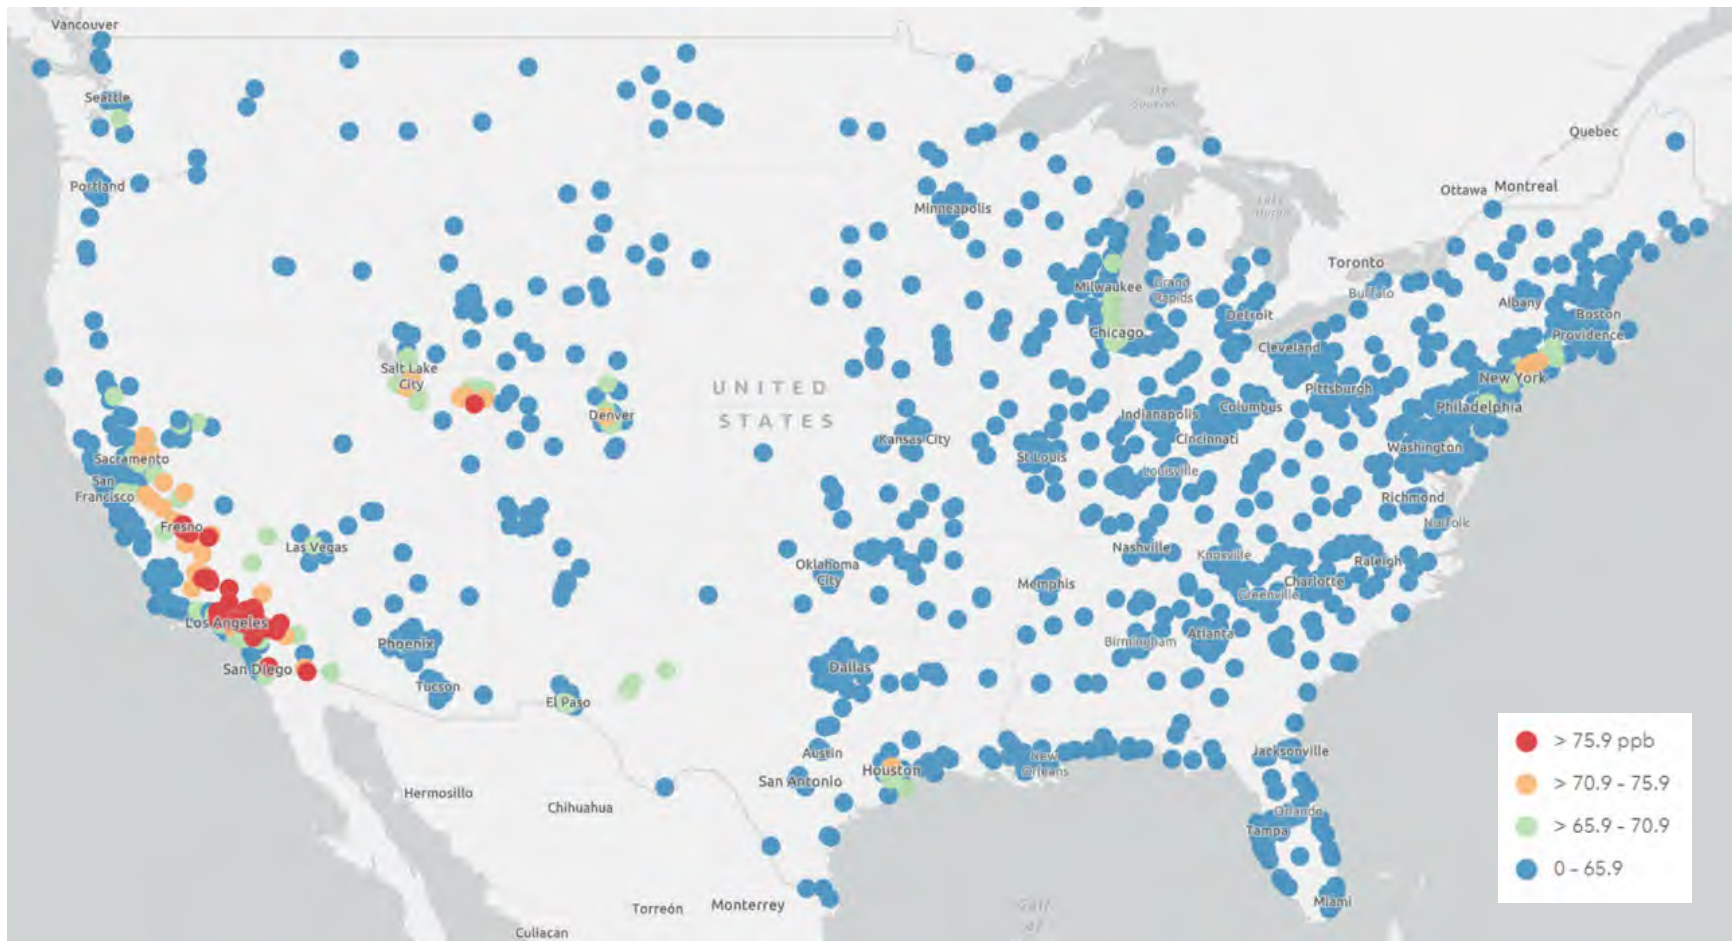 Vancouver
Seattle
Quebec
Portland
Ottawa Montreal
Minneapolis
Toronto
Milwaukee
Grand
Rapids
Buffalo
Albany
Boston
Detroit
Chicago
Providence
Cleveland
Salt Lake
City
UNITED
STATES
New York
Pittsburgh
Philadelphia
Denver
Indianapolis
Columbus
Kansas City
Cincinnati
Washington
Sacramento
St Louis
Louisville
San
Francisco
Richmond
Norfolk
Fresno
Las Vegas
Nashville
Knoxville
Raleigh
Oklahoma
City
Memphis
Charlotte
Greenville
Los Angeles
Phoenix
Birmingham
Atlanta
San Diego
Dallas
Tucson
El Paso
Austin
Jacksonville
New
Orleans
Houston
San Antonio
Hermosillo
Chihuahua
Orlando
Tampa
Torreón
Monterrey
Miami
Gulf
of
Culiacan
> 75.9 ppb
> 70.9 - 75.9
> 65.9 - 70.9
0 - 65.9